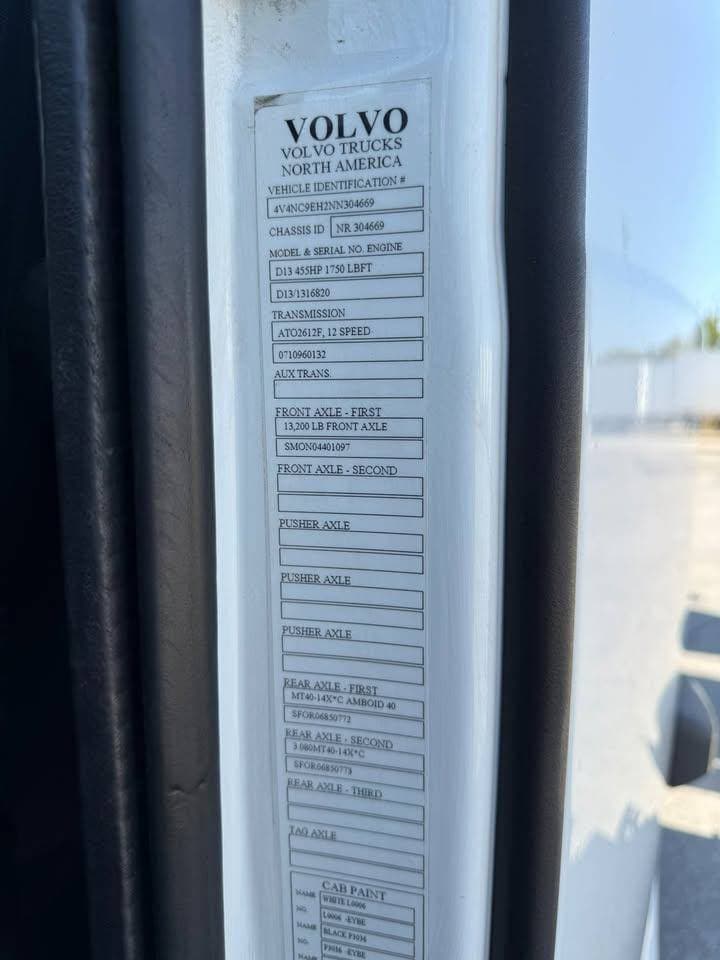 VOLVO
VOLVO TRUCKS
NORTH AMERICA
VEHICLE IDENTIFICATION #
4V4NC9EH2NN304669
CHASSIS ID NR 304669
MODEL & SERIAL NO. ENGINE
D13 455HP 1750 LBFT
D13/1316820
TRANSMISSION
ATO2612F, 12 SPEED
0710960132
AUX TRANS.
FRONT AXLE - FIRST
13,200 LB FRONT AXLE
SMON04401097
FRONT AXLE - SECOND
PUSHER AXLE
PUSHER AXLE
PUSHER AXLE
REAR AXLE - FIRST
MT40-14X*C AMBOID 40
SFOR06850772
REAR AXLE - SECOND
3.080MT40-14X*C
SFOR06850773
REAR AXLE - THIRD
TAG AXLE
CAB PAINT
NAME WHITE L0006
NO. L0006 -EYBE
NAME BLACK P3036
NO. P3036 -EYBE
NAME